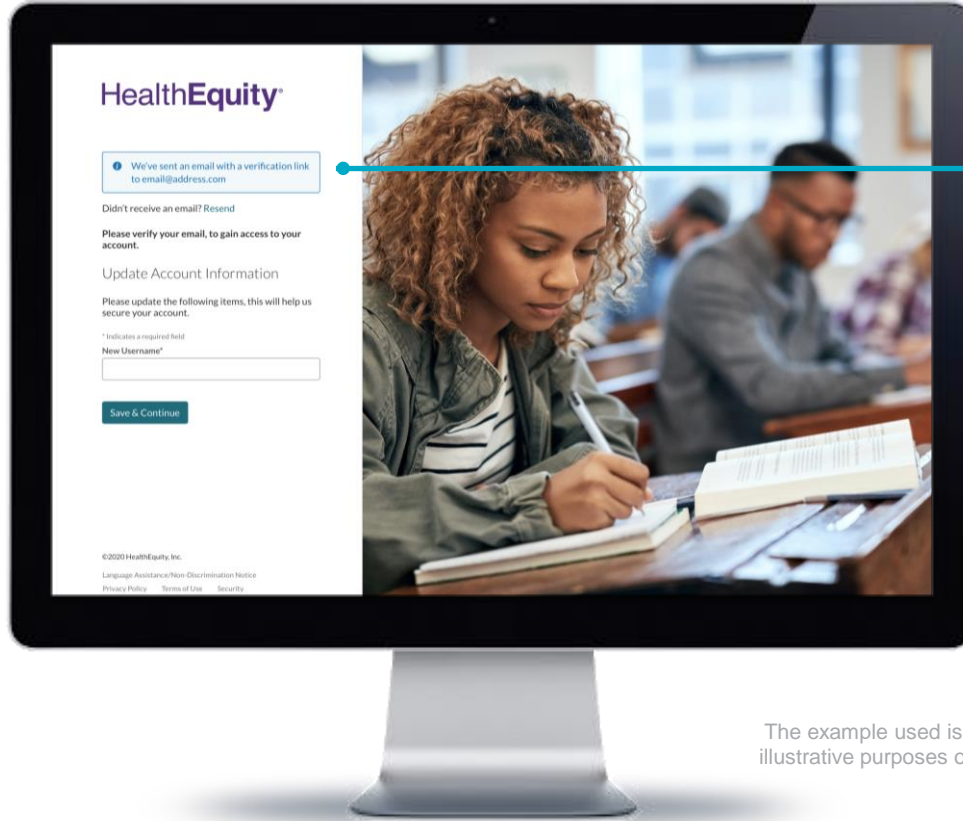 HealthEquity
We've sent an email with a verification link
to email@address.com
Didn't receive an email? Resend
Please verify your email, to gain access to your
account.
Update Account Information
Please update the following items, this will help us
secure your account.
* Indicates a required field
New Username*
Save & Continue
©2020 HealthEquity, Inc.
Language Assistance/Non-Discrimination Notice
Privacy Policy Terms of Use Security
The example used is
illustrative purposes